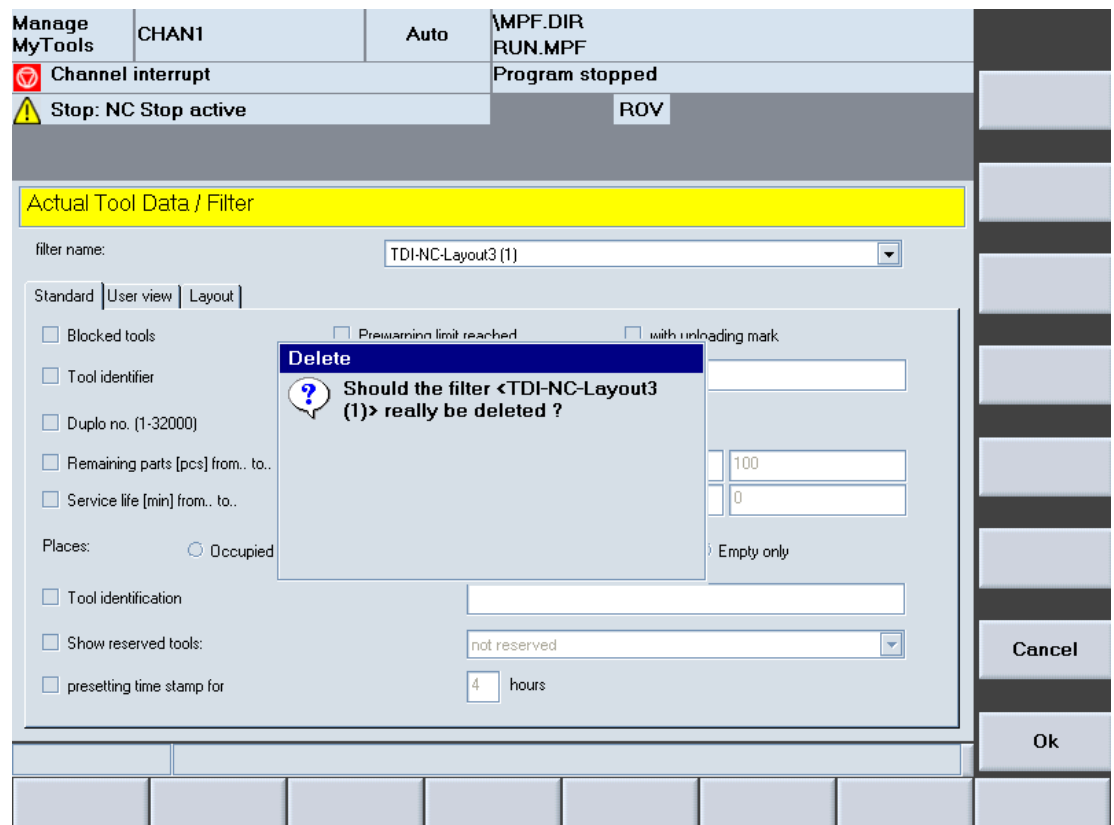 Manage MyTools
CHAN1
Auto
\MPF.DIR
RUN.MPF
Channel interrupt
Program stopped
Stop: NC Stop active
ROV
Actual Tool Data / Filter
filter name:
TDI-NC-Layout3 (1)
Standard
User view
Layout
Blocked tools
Prewarning limit reached
with unloading mark
Tool identifier
Duplo no. (1-32000)
Remaining parts [pcs] from.. to..
100
Service life [min] from.. to..
0
Places:
Occupied
Empty only
Tool identification
Show reserved tools:
not reserved
presetting time stamp for
4
hours
Delete
Should the filter <TDI-NC-Layout3
(1)> really be deleted ?
Cancel
Ok